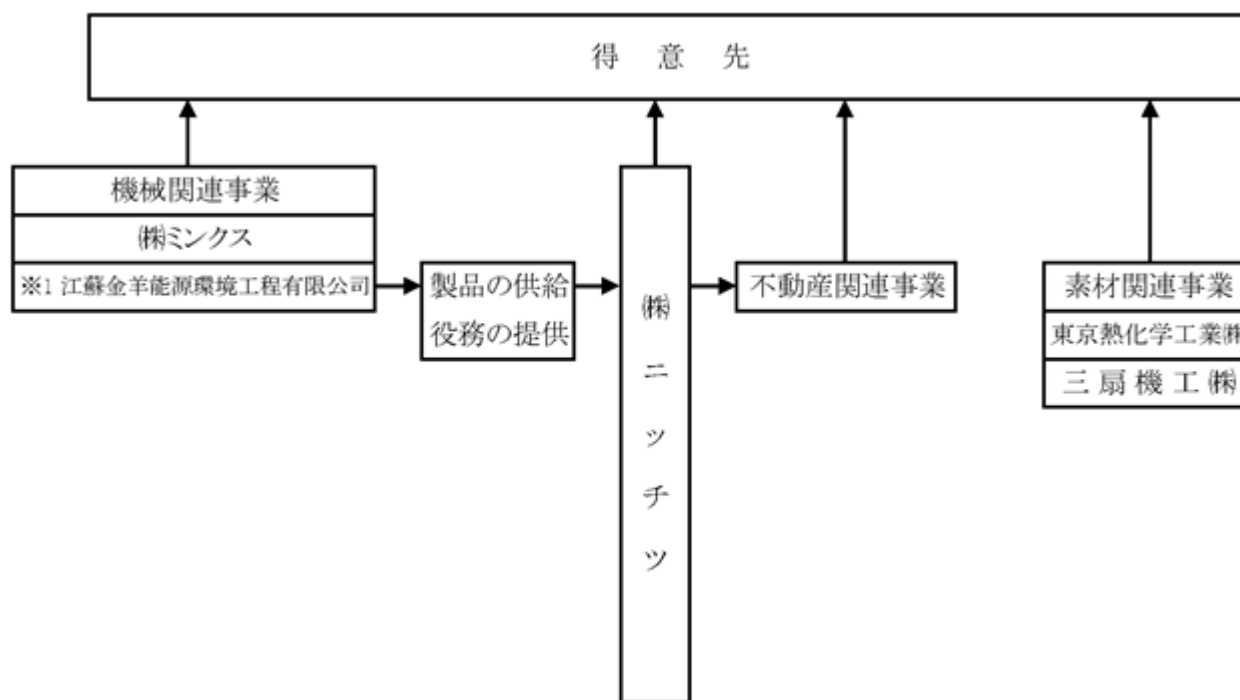 得意先
機械関連事業
㈱ミンクス
※1 江蘇金羊能源環境工程有限公司
製品の供給
役務の提供
㈱ニッチツ
不動産関連事業
素材関連事業
東京熱化学工業㈱
三扇機工㈱